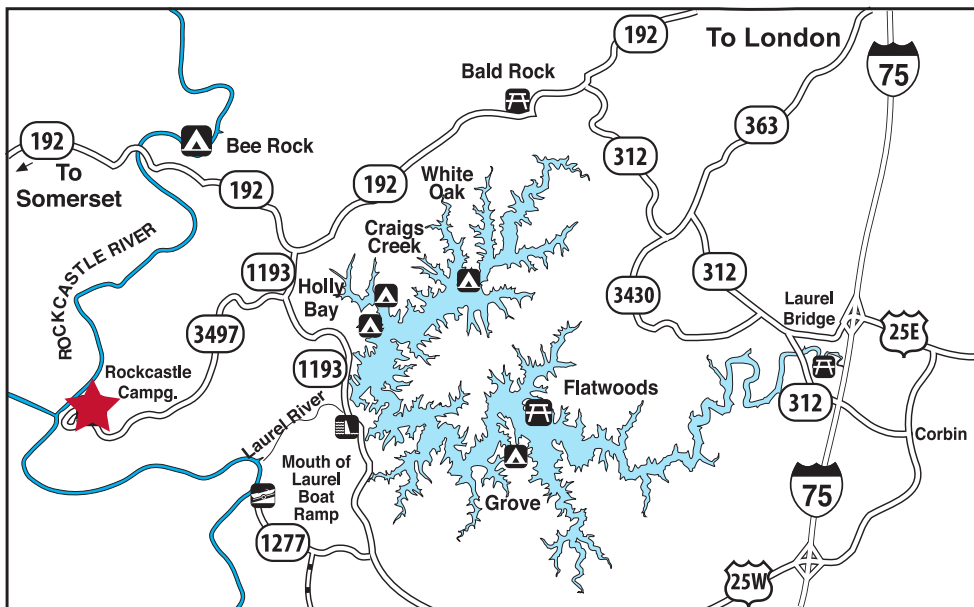 192
To London
75
Bald Rock
363
192
To
Somerset
Bee Rock
312
192
192
White
Oak
Craigs
Creek
ROCKCASTLE RIVER
1193
Holly
Bay
312
3430
Laurel
Bridge
25E
3497
Rockcastle
Campg.
1193
Flatwoods
312
Corbin
Laurel River
Mouth of
Laurel
Boat
Ramp
Grove
75
1277
25W